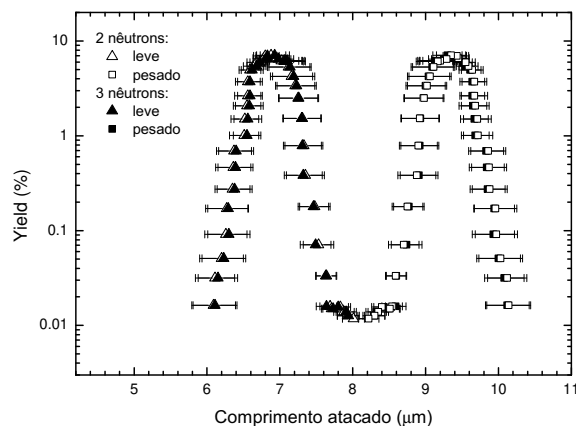 2 nêutrons:
leve
pesado
3 nêutrons:
leve
pesado
Yield (%)
10
1
0.1
0.01
5 6 7 8 9 10 11
Comprimento atacado (μm)